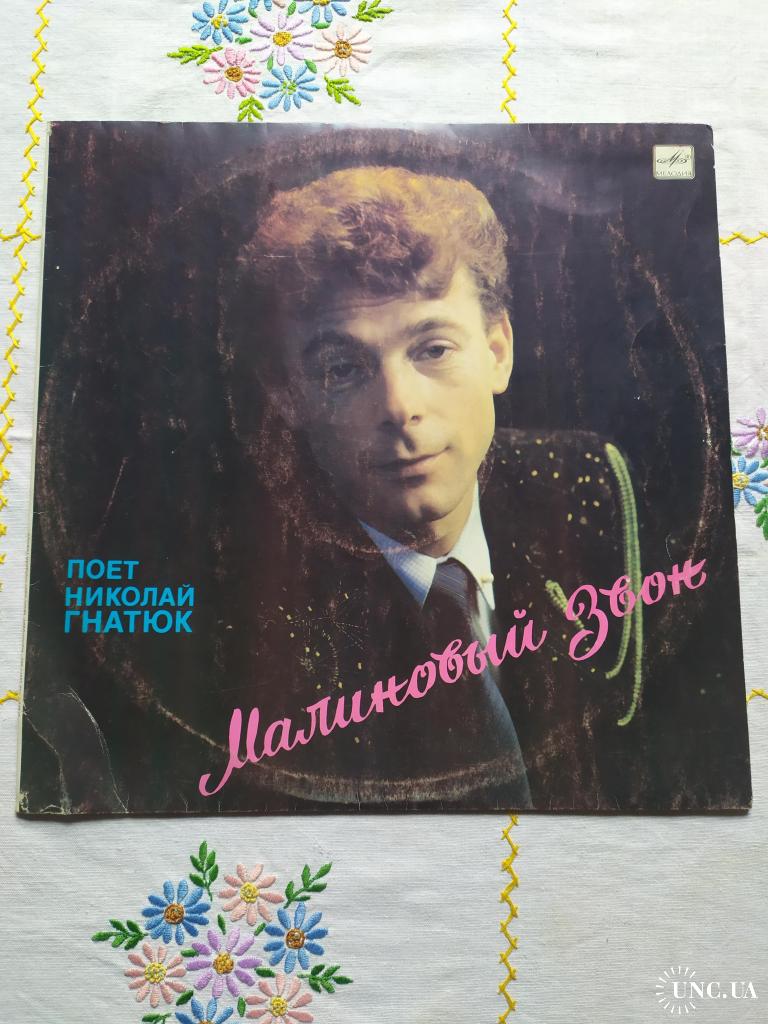 МЕЛОДИЯ
ПОЕТ
НИКОЛАЙ
ГНАТЮК
Малиновый Звон
UNC.UA